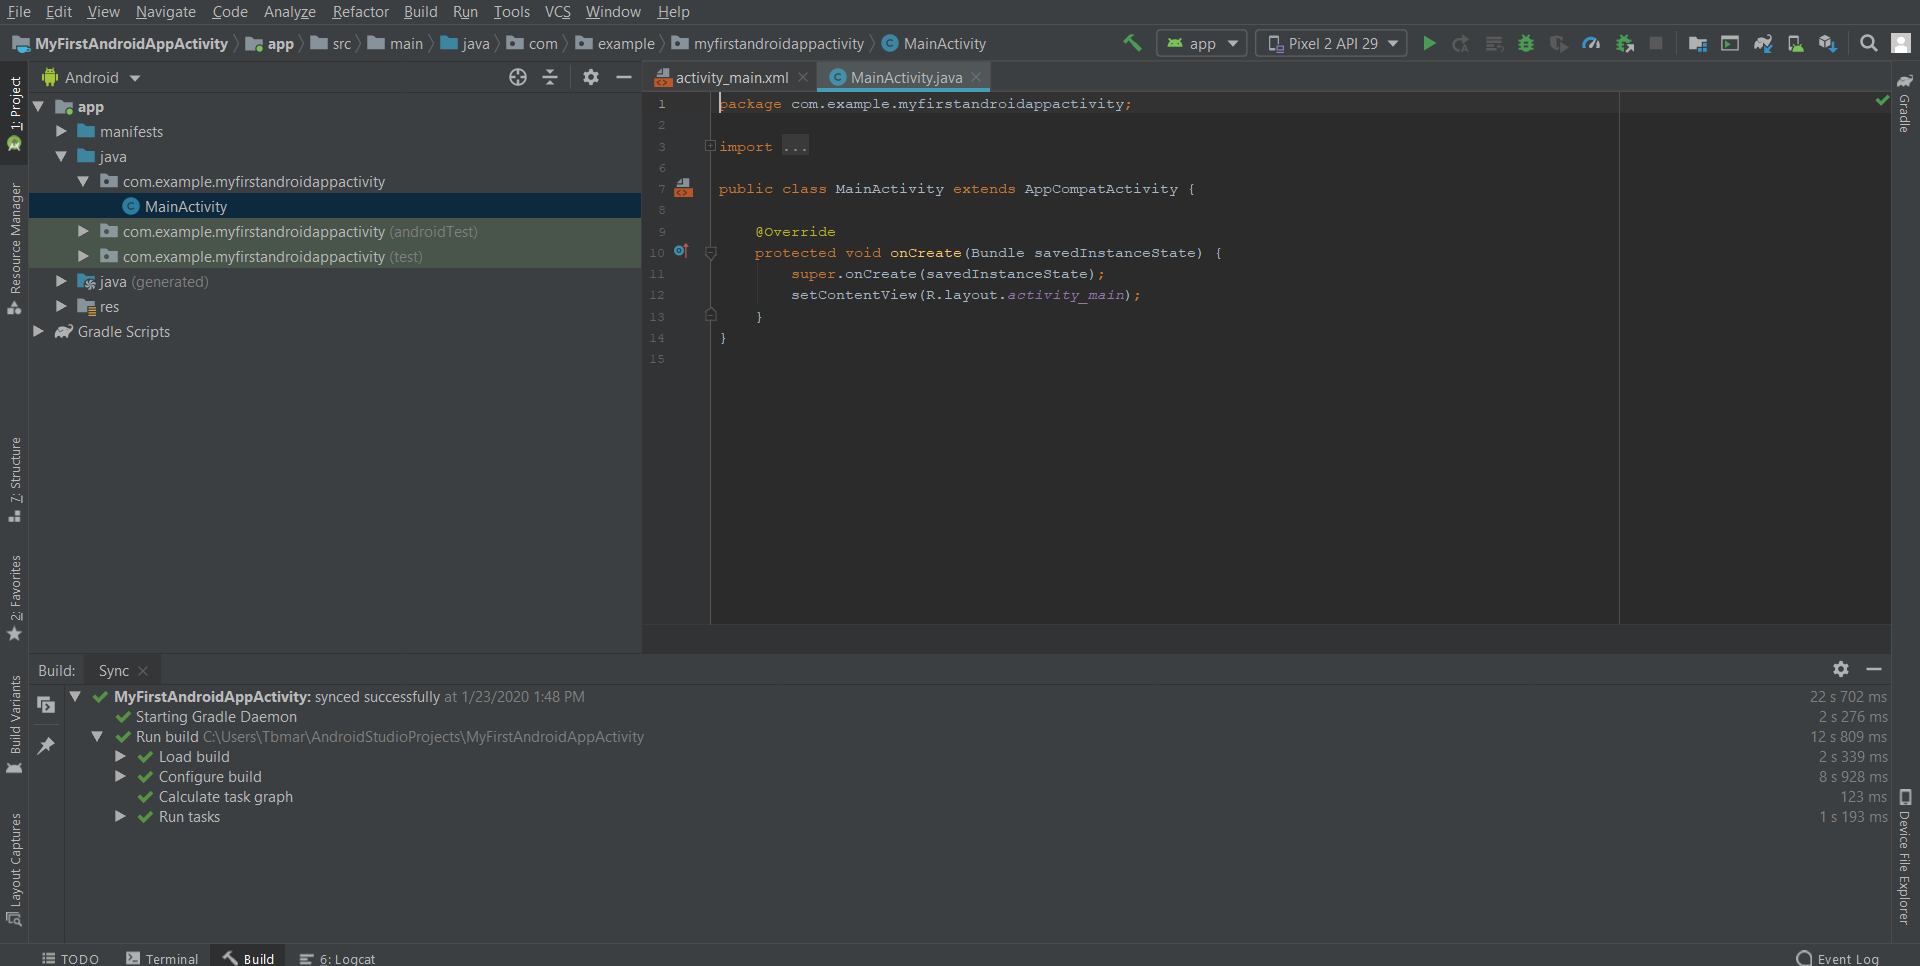 File Edit View Navigate Code Analyze Refactor Build Run Tools VCS Window Help
MyFirstAndroidAppActivity app src main java com example myfirstandroidappactivity MainActivity app Pixel 2 API 29
Android
activity_main.xml MainActivity.java
1: Project
Resource Manager
7: Structure
2: Favorites
Build Variants
Layout Captures
app
manifests
java
com.example.myfirstandroidappactivity
MainActivity
com.example.myfirstandroidappactivity (androidTest)
com.example.myfirstandroidappactivity (test)
java (generated)
res
Gradle Scripts
1 package com.example.myfirstandroidappactivity;
2
3 import ...
6
7 public class MainActivity extends AppCompatActivity {
8
9 @Override
10 protected void onCreate(Bundle savedInstanceState) {
11 super.onCreate(savedInstanceState);
12 setContentView(R.layout.activity_main);
13 }
14 }
15
Gradle
Device File Explorer
Build: Sync
MyFirstAndroidAppActivity: synced successfully at 1/23/2020 1:48 PM 22 s 702 ms
Starting Gradle Daemon 2 s 276 ms
Run build C:\Users\Tbmar\AndroidStudioProjects\MyFirstAndroidAppActivity 12 s 809 ms
Load build 2 s 339 ms
Configure build 8 s 928 ms
Calculate task graph 123 ms
Run tasks 1 s 193 ms
TODO Terminal Build 6: Logcat Event Log